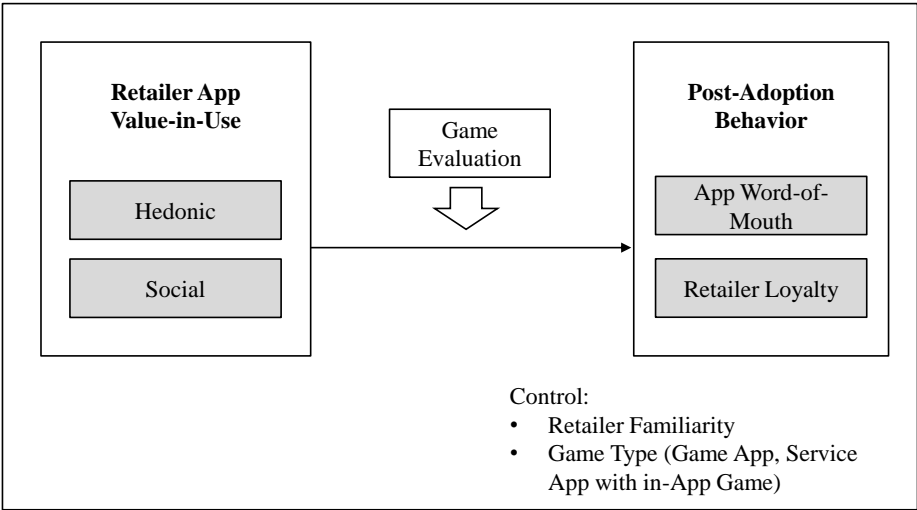 Retailer App
Value-in-Use
Hedonic
Social
Game
Evaluation
Post-Adoption
Behavior
App Word-of-
Mouth
Retailer Loyalty
Control:
• Retailer Familiarity
• Game Type (Game App, Service
App with in-App Game)